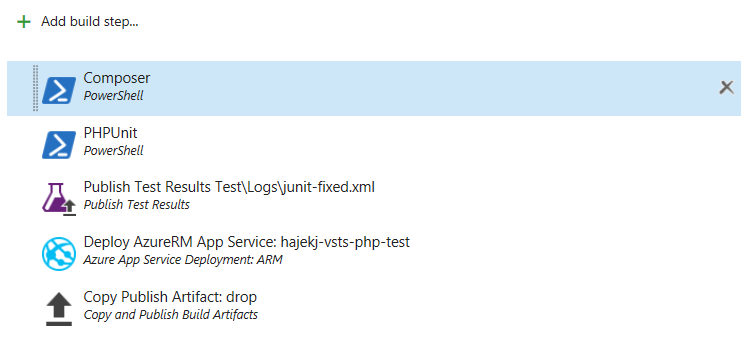 Add build step...
Composer
PowerShell
PHPUnit
PowerShell
Publish Test Results Test\Logs\junit-fixed.xml
Publish Test Results
Deploy AzureRM App Service: hajekj-vsts-php-test
Azure App Service Deployment: ARM
Copy Publish Artifact: drop
Copy and Publish Build Artifacts